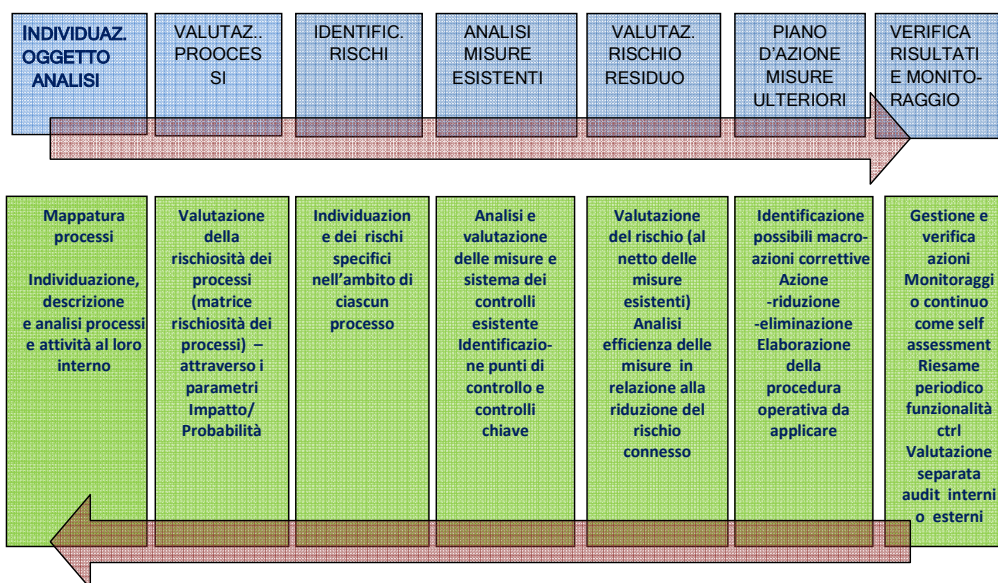 INDIVIDUAZ.
OGGETTO
ANALISI
VALUTAZ..
PROOCES
SI
IDENTIFIC.
RISCHI
ANALISI
MISURE
ESISTENTI
VALUTAZ.
RISCHIO
RESIDUO
PIANO
D'AZIONE
MISURE
ULTERIORI
VERIFICA
RISULTATI
E MONITO-
RAGGIO
Mappatura
processi
Individuazione,
descrizione
e analisi processi
e attività al loro
interno
Valutazione
della
rischiosità dei
processi
(matrice
rischiosità dei
processi) –
attraverso i
parametri
Impatto/
Probabilità
Individuazion
e dei rischi
specifici
nell'ambito di
ciascun
processo
Analisi e
valutazione
delle misure e
sistema dei
controlli
esistente
Identificazio-
ne punti di
controllo e
controlli
chiave
Valutazione
del rischio (al
netto delle
misure
esistenti)
Analisi
efficienza delle
misure in
relazione alla
riduzione del
rischio
connesso
Identificazione
possibili macro-
azioni correttive
Azione
-riduzione
-eliminazione
Elaborazione
della
procedura
operativa da
applicare
Gestione e
verifica
azioni
Monitoraggi
o continuo
come self
assessment
Riesame
periodico
funzionalità
ctrl
Valutazione
separata
audit interni
o esterni